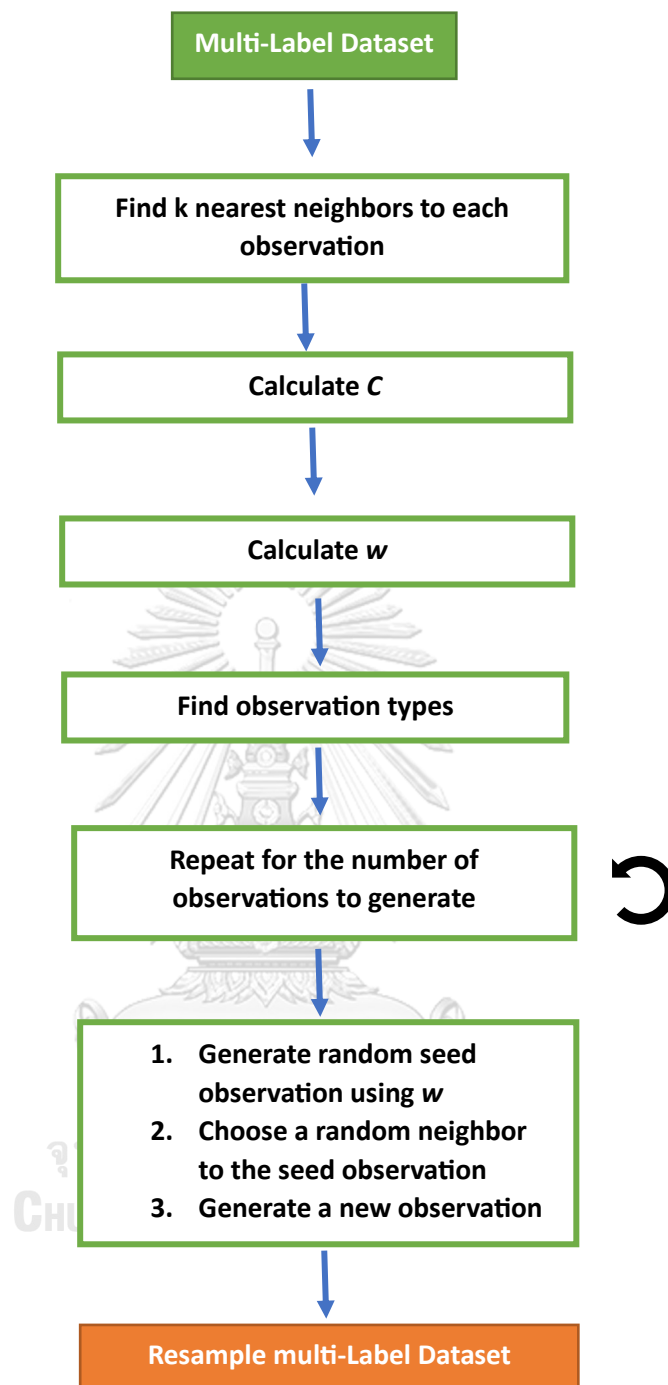 Multi-Label Dataset
Find k nearest neighbors to each
observation
Calculate C
Calculate w
Find observation types
Repeat for the number of
observations to generate
1. Generate random seed
observation using w
2. Choose a random neighbor
to the seed observation
3. Generate a new observation
Resample multi-Label Dataset